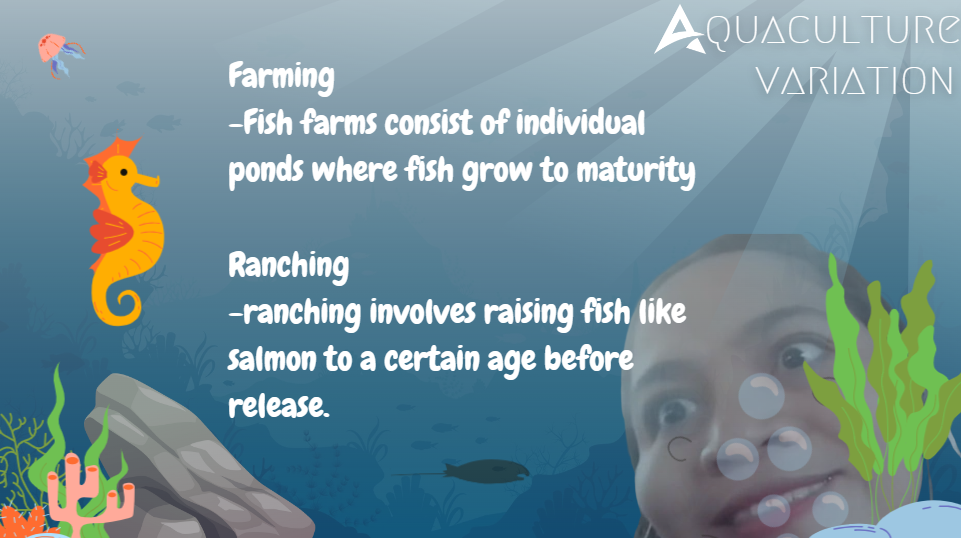 AQUACULTURE
VARIATION
Farming
-Fish farms consist of individual
ponds where fish grow to maturity
Ranching
-ranching involves raising fish like
salmon to a certain age before
release.